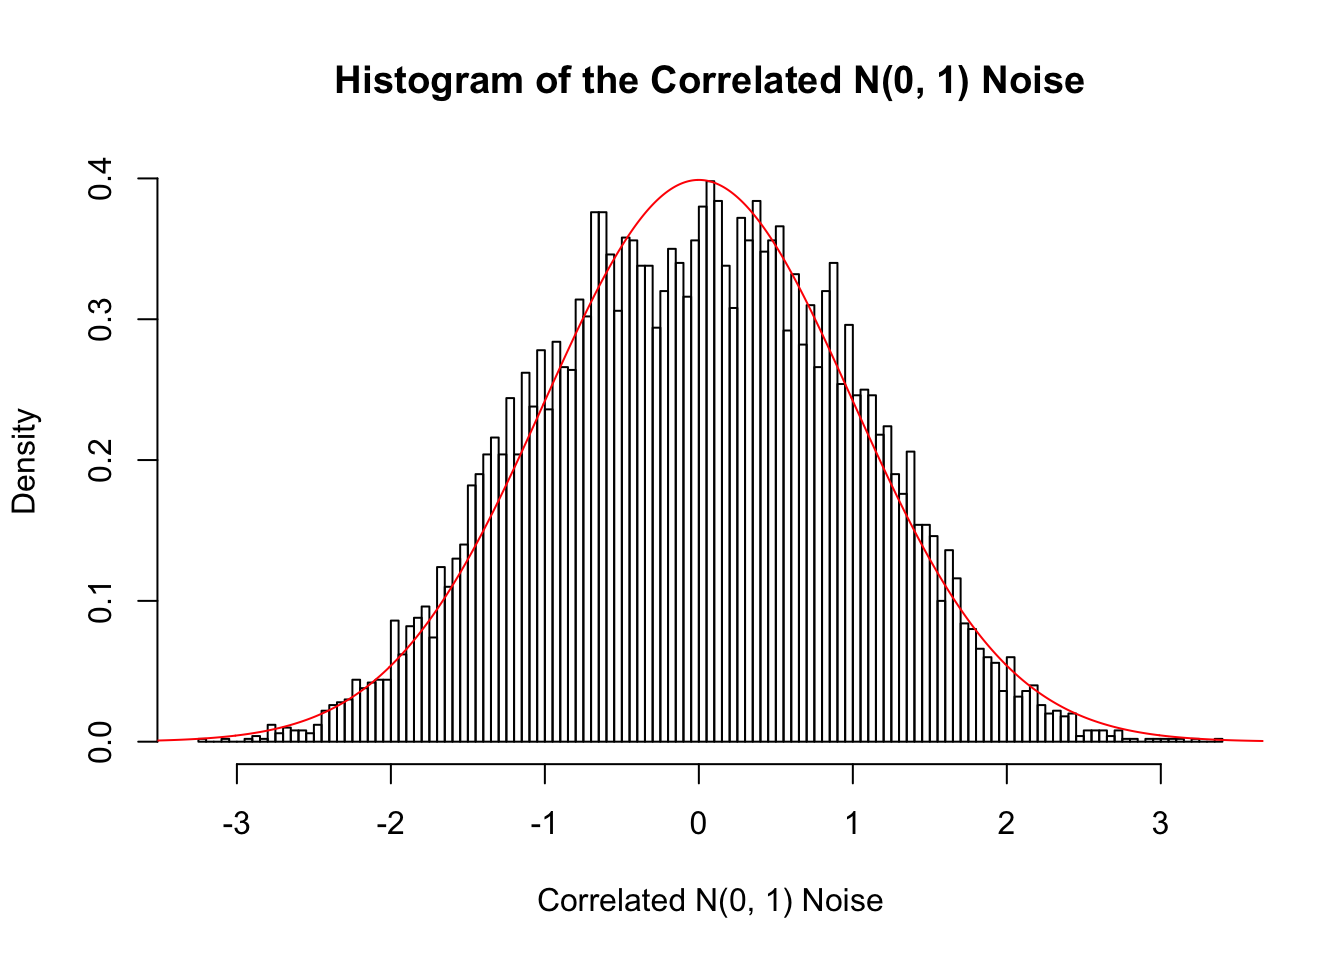 Histogram of the Correlated N(0, 1) Noise
0.4
0.3
0.2
0.1
0.0
Density
-3 -2 -1 0 1 2 3
Correlated N(0, 1) Noise